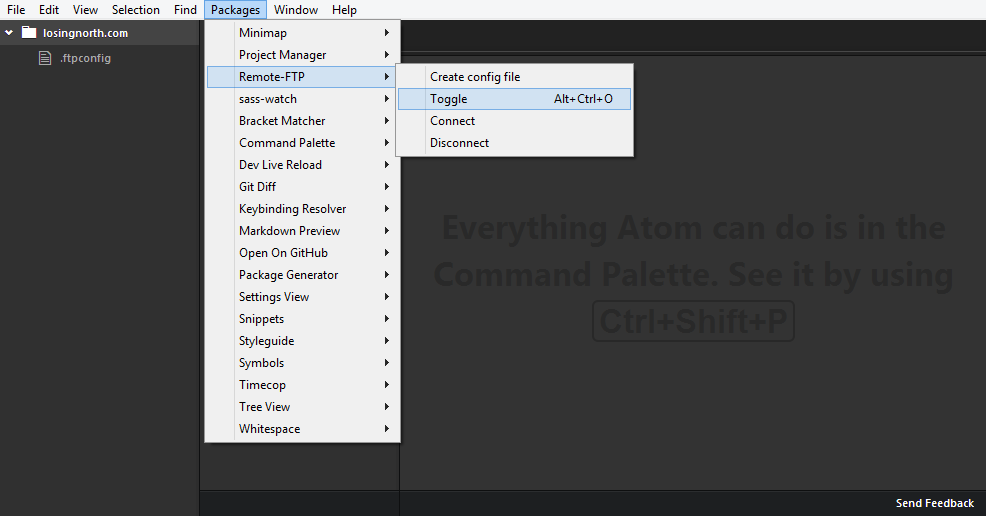 File Edit View Selection Find Packages Window Help
losingnorth.com
.ftpconfig
Minimap
Project Manager
Remote-FTP
sass-watch
Bracket Matcher
Command Palette
Dev Live Reload
Git Diff
Keybinding Resolver
Markdown Preview
Open On GitHub
Package Generator
Settings View
Snippets
Styleguide
Symbols
Timecop
Tree View
Whitespace
Create config file
Toggle Alt+Ctrl+O
Connect
Disconnect
Everything Atom can do is in the
Command Palette. See it by using
Ctrl+Shift+P
Send Feedback